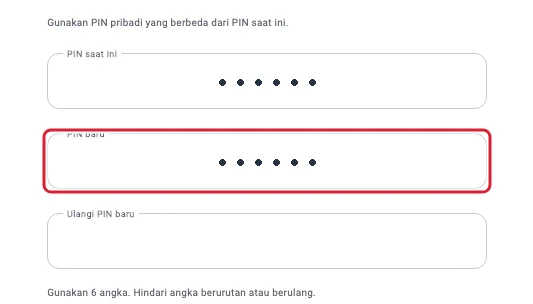 Gunakan PIN pribadi yang berbeda dari PIN saat ini.
PIN saat ini
● ● ● ● ● ●
PIN baru
● ● ● ● ● ●
Ulangi PIN baru
Gunakan 6 angka. Hindari angka berurutan atau berulang.